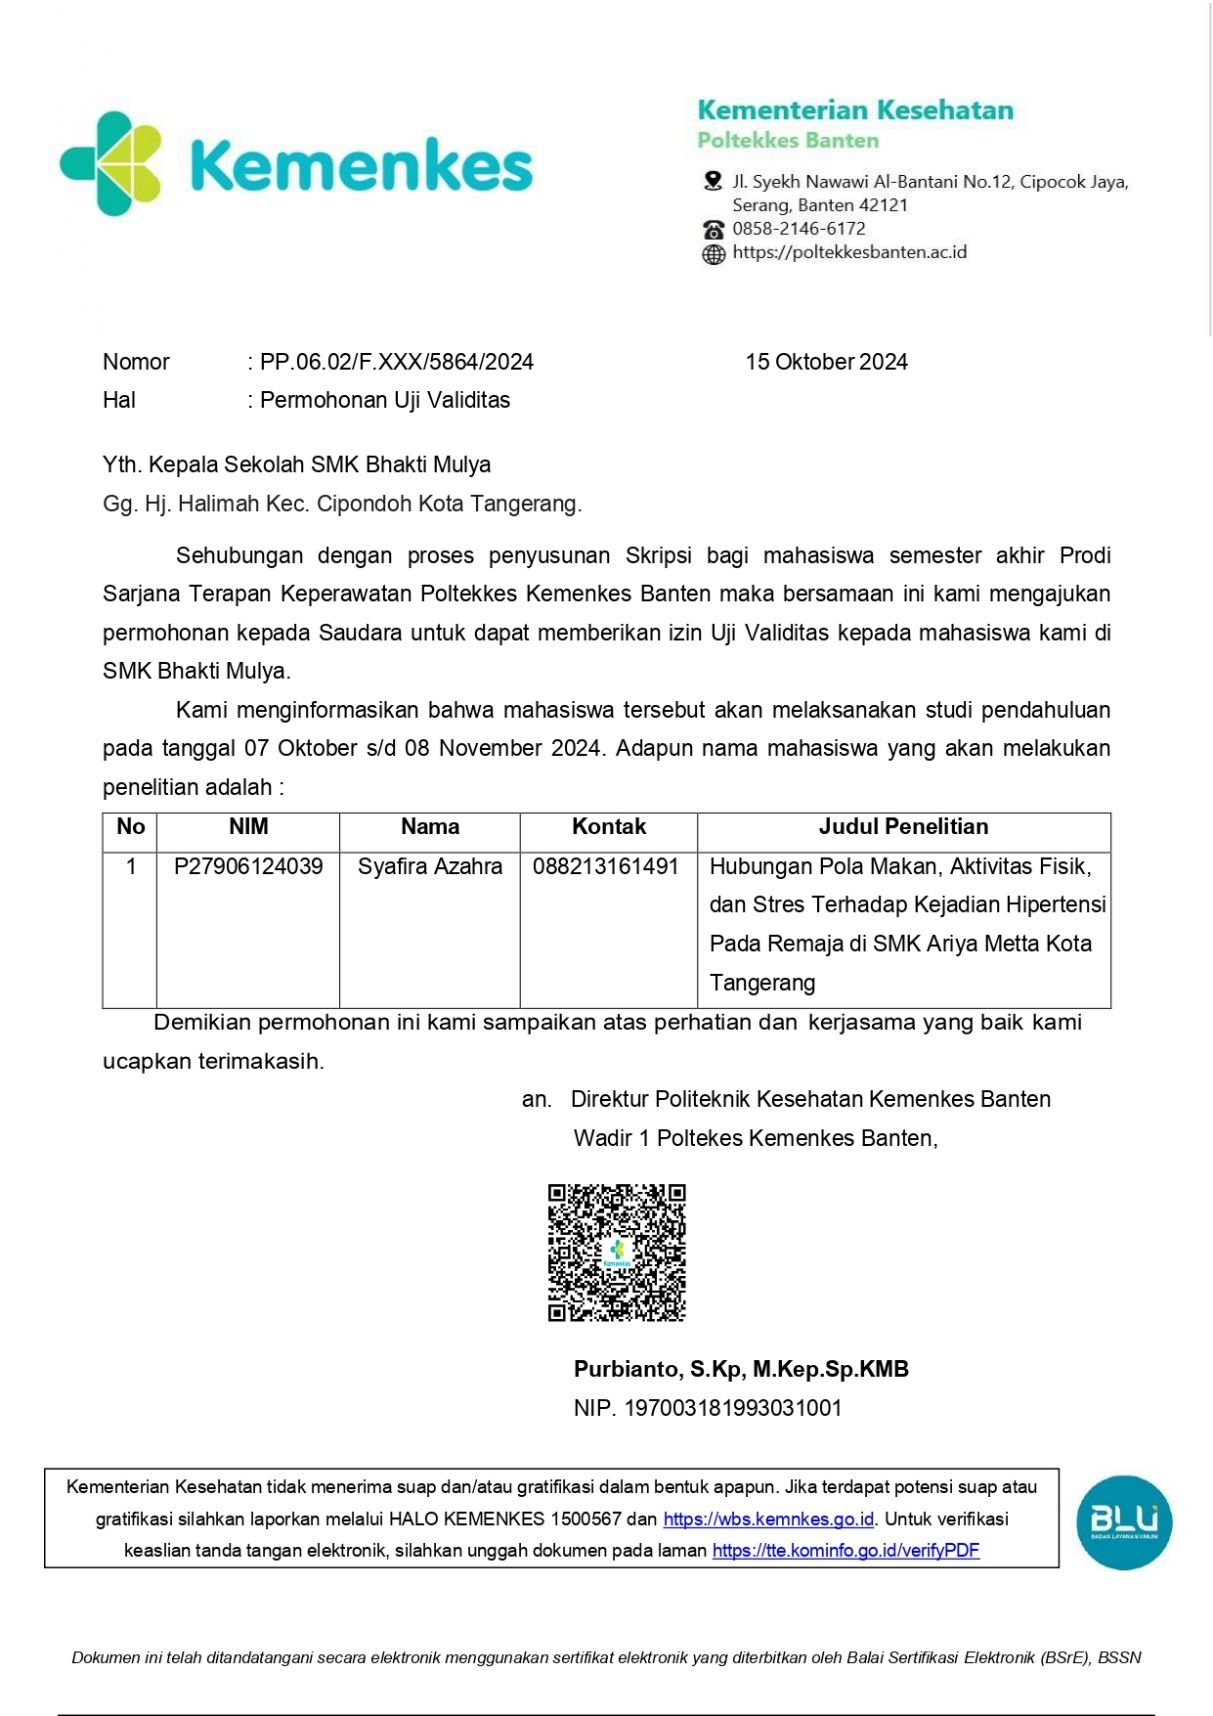 Kemenkes
Kementerian Kesehatan
Poltekkes Banten
Jl. Syekh Nawawi Al-Bantani No.12, Cipocok Jaya,
Serang, Banten 42121
0858-2146-6172
https://poltekkesbanten.ac.id
Nomor : PP.06.02/F.XXX/5864/2024 15 Oktober 2024
Hal : Permohonan Uji Validitas
Yth. Kepala Sekolah SMK Bhakti Mulya
Gg. Hj. Halimah Kec. Cipondoh Kota Tangerang.
Sehubungan dengan proses penyusunan Skripsi bagi mahasiswa semester akhir Prodi
Sarjana Terapan Keperawatan Poltekkes Kemenkes Banten maka bersamaan ini kami mengajukan
permohonan kepada Saudara untuk dapat memberikan izin Uji Validitas kepada mahasiswa kami di
SMK Bhakti Mulya.
Kami menginformasikan bahwa mahasiswa tersebut akan melaksanakan studi pendahuluan
pada tanggal 07 Oktober s/d 08 November 2024. Adapun nama mahasiswa yang akan melakukan
penelitian adalah :
No NIM Nama Kontak Judul Penelitian
1 P27906124039 Syafira Azahra 088213161491 Hubungan Pola Makan, Aktivitas Fisik,
dan Stres Terhadap Kejadian Hipertensi
Pada Remaja di SMK Ariya Metta Kota
Tangerang
Demikian permohonan ini kami sampaikan atas perhatian dan kerjasama yang baik kami
ucapkan terimakasih.
an. Direktur Politeknik Kesehatan Kemenkes Banten
Wadir 1 Poltekes Kemenkes Banten,
Kemenkes
Purbianto, S.Kp, M.Kep.Sp.KMB
NIP. 197003181993031001
Kementerian Kesehatan tidak menerima suap dan/atau gratifikasi dalam bentuk apapun. Jika terdapat potensi suap atau
gratifikasi silahkan laporkan melalui HALO KEMENKES 1500567 dan https://wbs.kemnkes.go.id. Untuk verifikasi
keaslian tanda tangan elektronik, silahkan unggah dokumen pada laman https://tte.kominfo.go.id/verifyPDF
BLU
BADAN LAYANAN UMUM
Dokumen ini telah ditandatangani secara elektronik menggunakan sertifikat elektronik yang diterbitkan oleh Balai Sertifikasi Elektronik (BSrE), BSSN